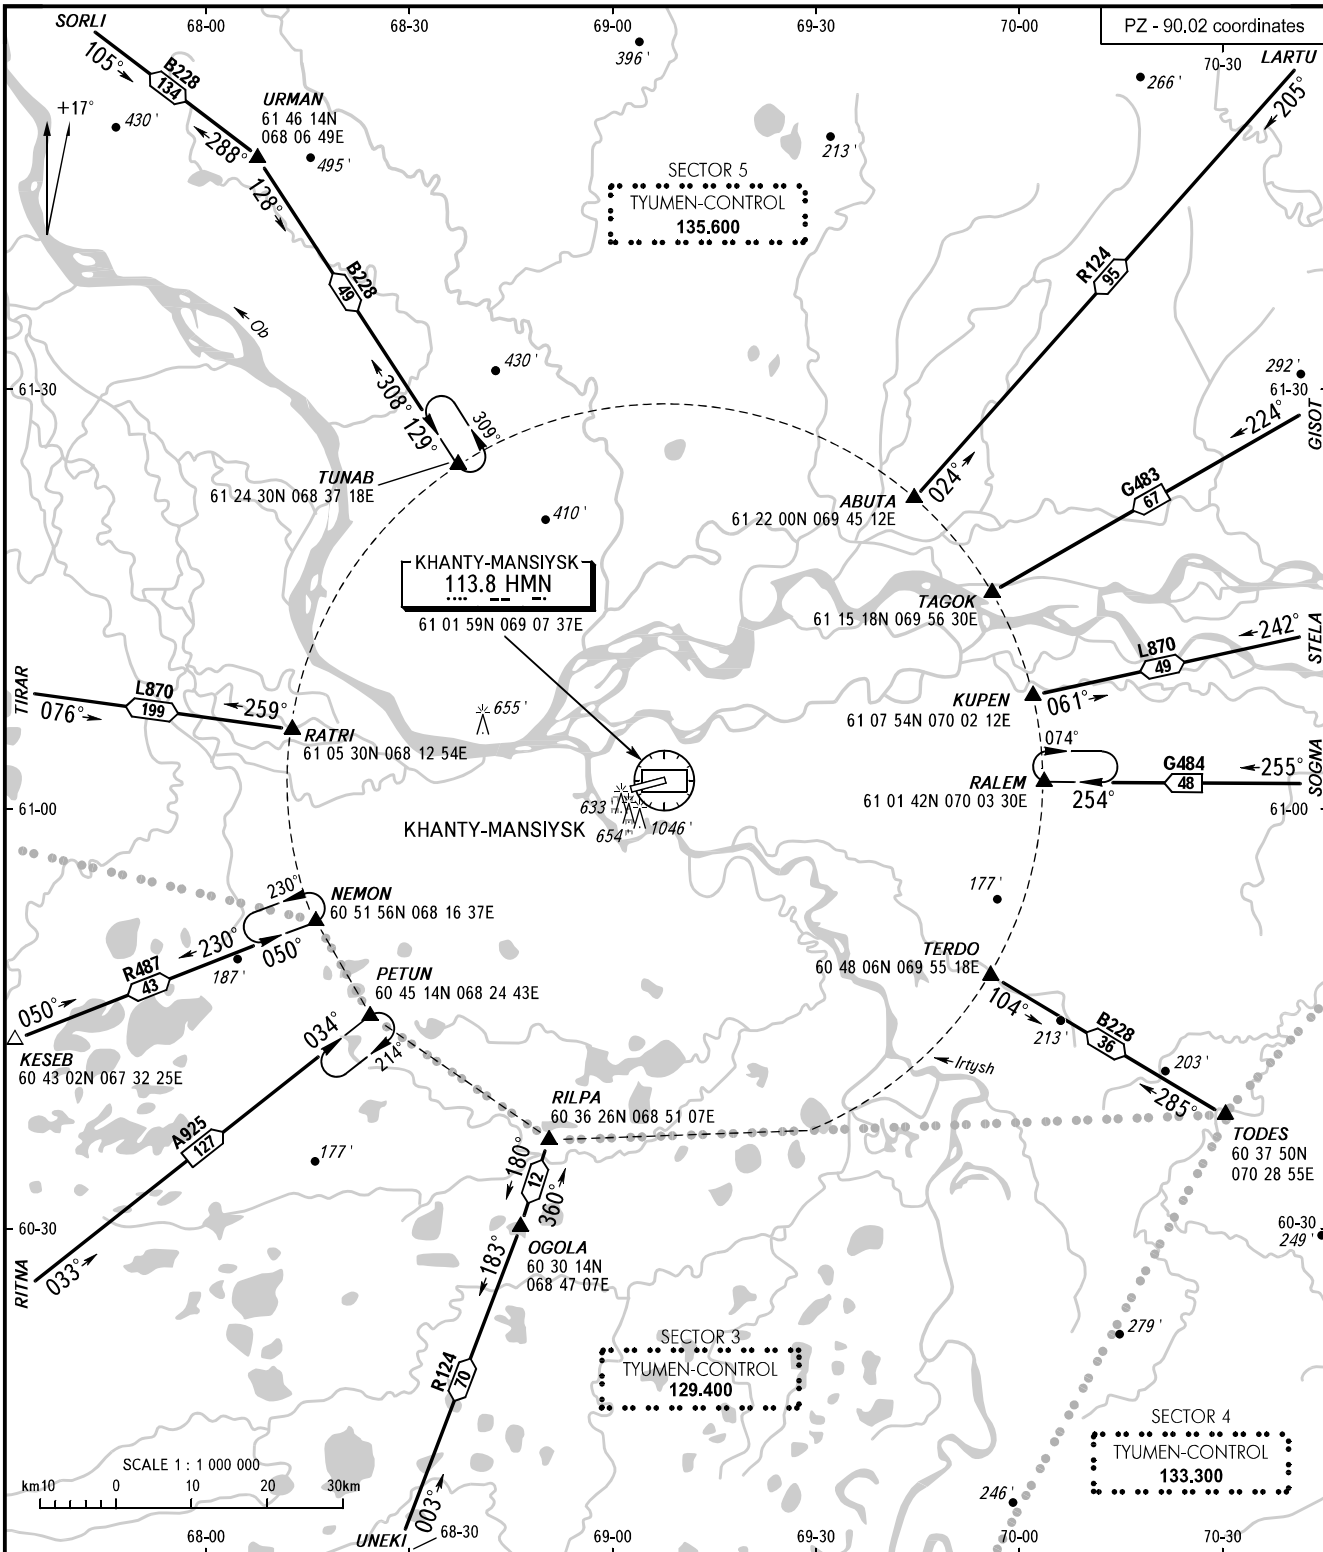 68-00
68-30
69-00
69-30
70-00
PZ - 90.02 coordinates
70-30
SORLI
LARTU
105°
B228
134
+17°
430'
URMAN
61 46 14N
068 06 49E
288°
495'
128°
396'
266'
213'
205°
SECTOR 5
TYUMEN-CONTROL
135.600
R124
95
B228
49
Ob
61-30
430'
292'
61-30
308°
129°
309°
224°
GISOT
TUNAB
61 24 30N 068 37 18E
024°
ABUTA
61 22 00N 069 45 12E
G483
67
410'
KHANTY-MANSIYSK
113.8 HMN
61 01 59N 069 07 37E
TAGOK
61 15 18N 069 56 30E
242°
STELA
L870
49
TIRAR
L870
199
076°
259°
RATRI
61 05 30N 068 12 54E
655'
KUPEN
61 07 54N 070 02 12E
061°
074°
RALEM
61 01 42N 070 03 30E
254°
G484
48
255°
SOGNA
61-00
61-00
633'
654'
1046'
KHANTY-MANSIYSK
177'
230°
NEMON
60 51 56N 068 16 37E
230°
050°
187'
R487
43
050°
KESEB
60 43 02N 067 32 25E
PETUN
60 45 14N 068 24 43E
034°
214°
TERDO
60 48 06N 069 55 18E
104°
213'
B228
36
203'
285°
Irtysh
RILPA
60 36 26N 068 51 07E
TODES
60 37 50N
070 28 55E
A925
127
177'
180°
12
360°
60-30
60-30
249'
RITNA
033°
OGOLA
60 30 14N
068 47 07E
183°
279'
SECTOR 3
TYUMEN-CONTROL
129.400
R124
70
SECTOR 4
TYUMEN-CONTROL
133.300
SCALE 1 : 1 000 000
km10
0
10
20
30km
246'
003°
UNEKI
68-00
68-30
69-00
69-30
70-00
70-30